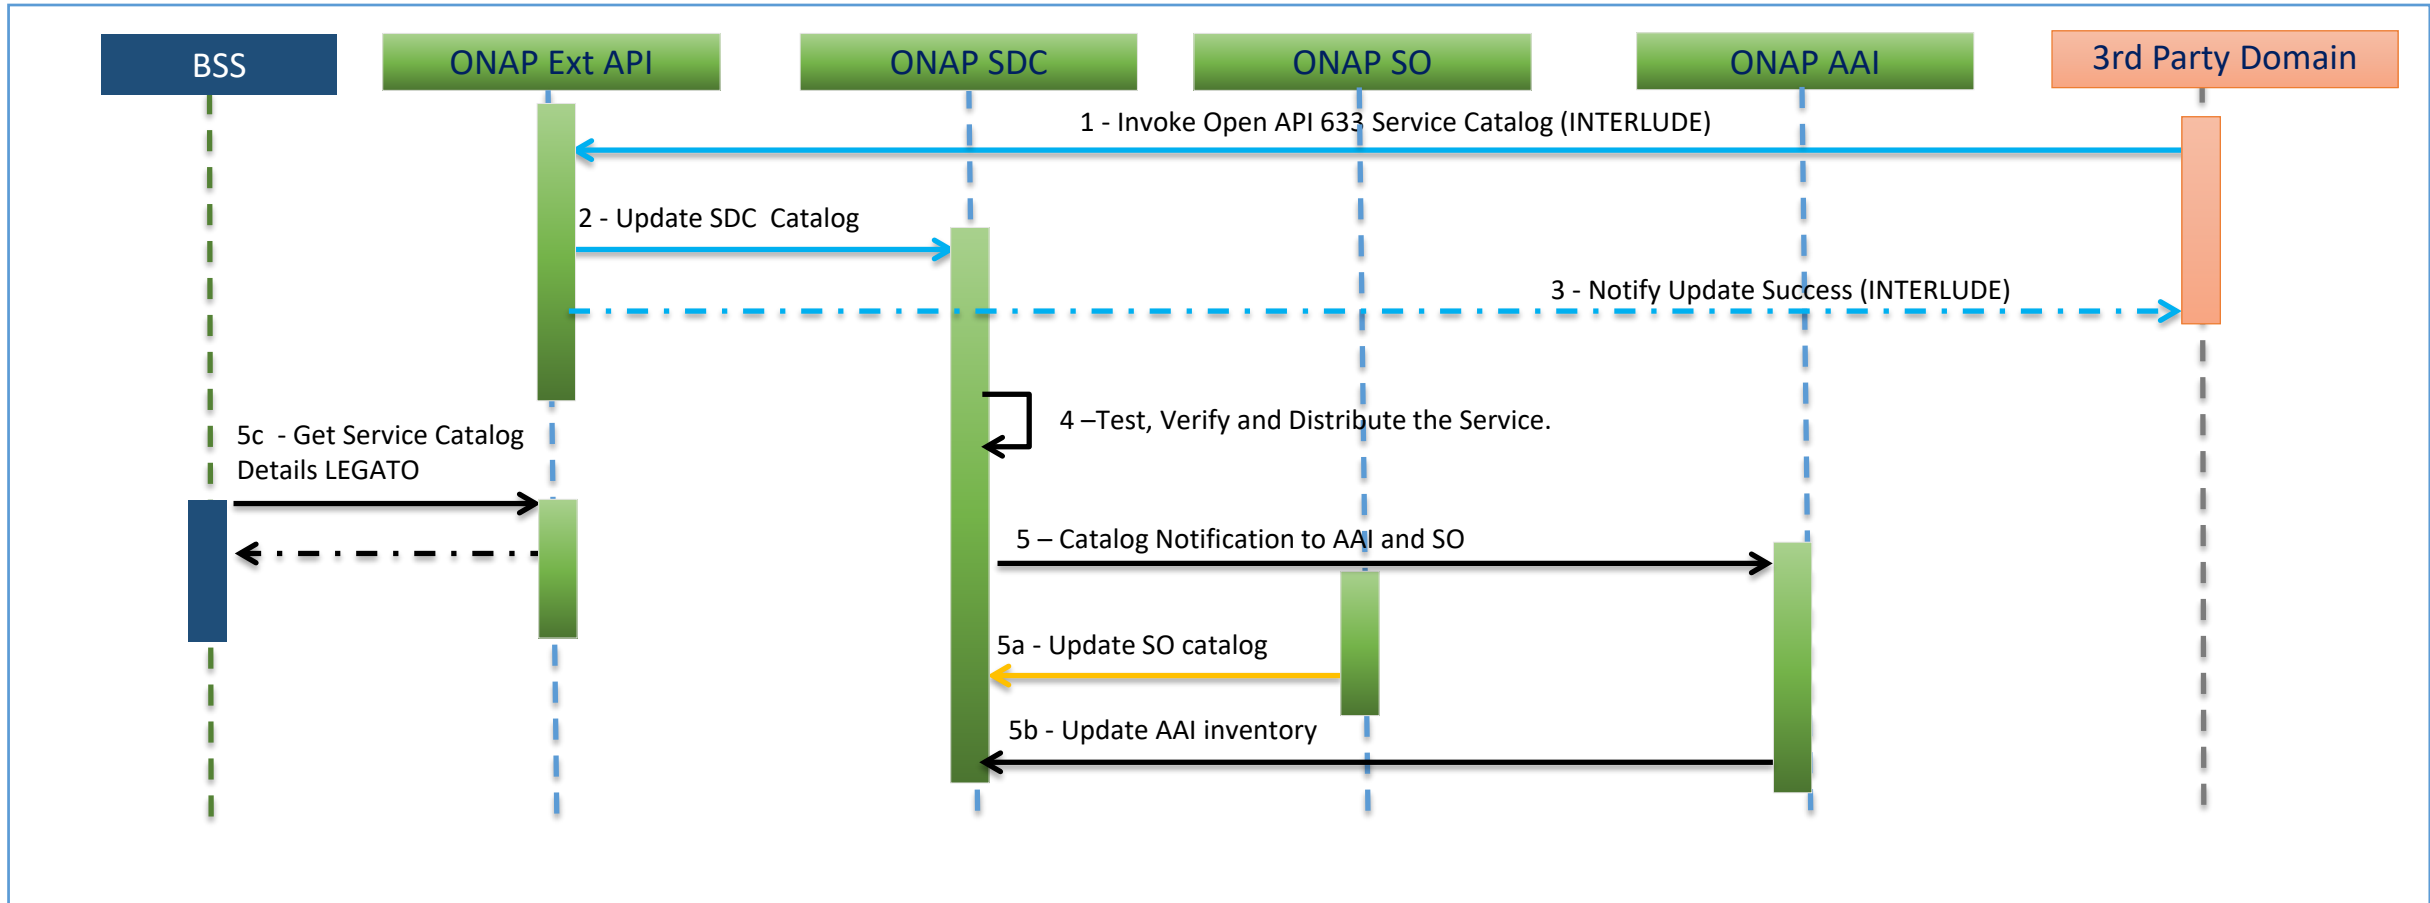 BSS
ONAP Ext API
ONAP SDC
ONAP SO
ONAP AAI
3rd Party Domain
1 - Invoke Open API 633 Service Catalog (INTERLUDE)
2 - Update SDC  Catalog
3 - Notify Update Success (INTERLUDE)
4 –Test, Verify and Distribute the Service.
5c  - Get Service Catalog
Details LEGATO
5 – Catalog Notification to AAI and SO
5a - Update SO catalog
5b - Update AAI inventory